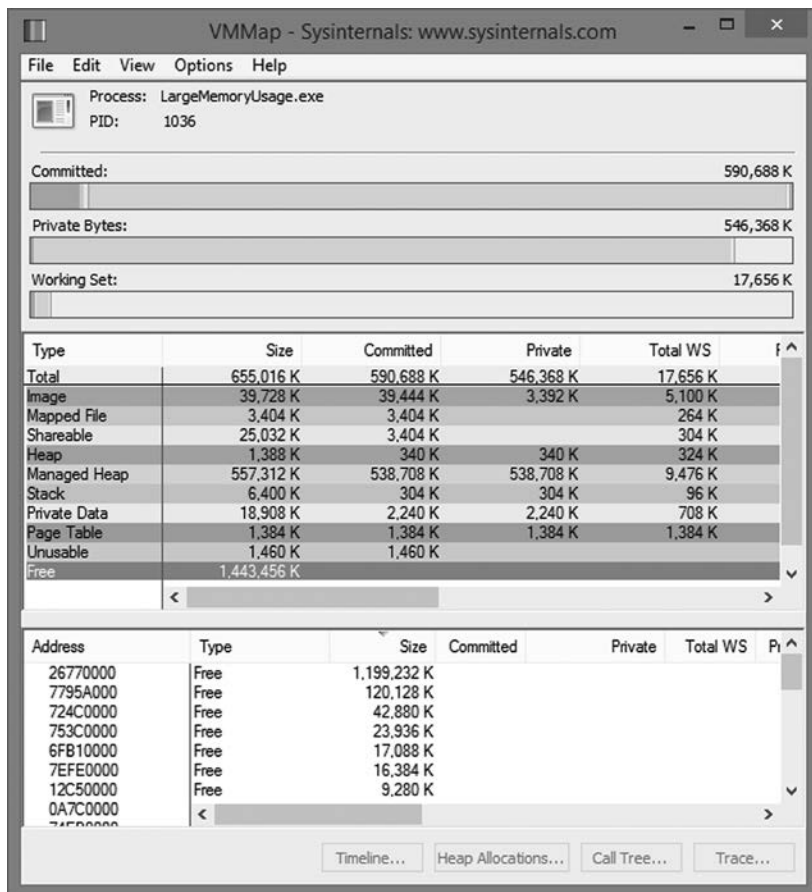 VMMap - Sysinternals: www.sysinternals.com
File Edit View Options Help
Process: LargeMemoryUsage.exe
PID: 1036
Committed: 590,688 K
Private Bytes: 546,368 K
Working Set: 17,656 K
Type Size Committed Private Total WS
Total 655,016 K 590,688 K 546,368 K 17,656 K
Image 39,728 K 39,444 K 3,392 K 5,100 K
Mapped File 3,404 K 3,404 K 264 K
Shareable 25,032 K 3,404 K 304 K
Heap 1,388 K 340 K 340 K 324 K
Managed Heap 557,312 K 538,708 K 538,708 K 9,476 K
Stack 6,400 K 304 K 304 K 96 K
Private Data 18,908 K 2,240 K 2,240 K 708 K
Page Table 1,384 K 1,384 K 1,384 K 1,384 K
Unusable 1,460 K 1,460 K
Free 1,443,456 K
Address Type Size Committed Private Total WS
26770000 Free 1,199,232 K
7795A000 Free 120,128 K
724C0000 Free 42,880 K
753C0000 Free 23,936 K
6FB10000 Free 17,088 K
7EFE0000 Free 16,384 K
12C50000 Free 9,280 K
0A7C0000
Timeline... Heap Allocations... Call Tree... Trace...